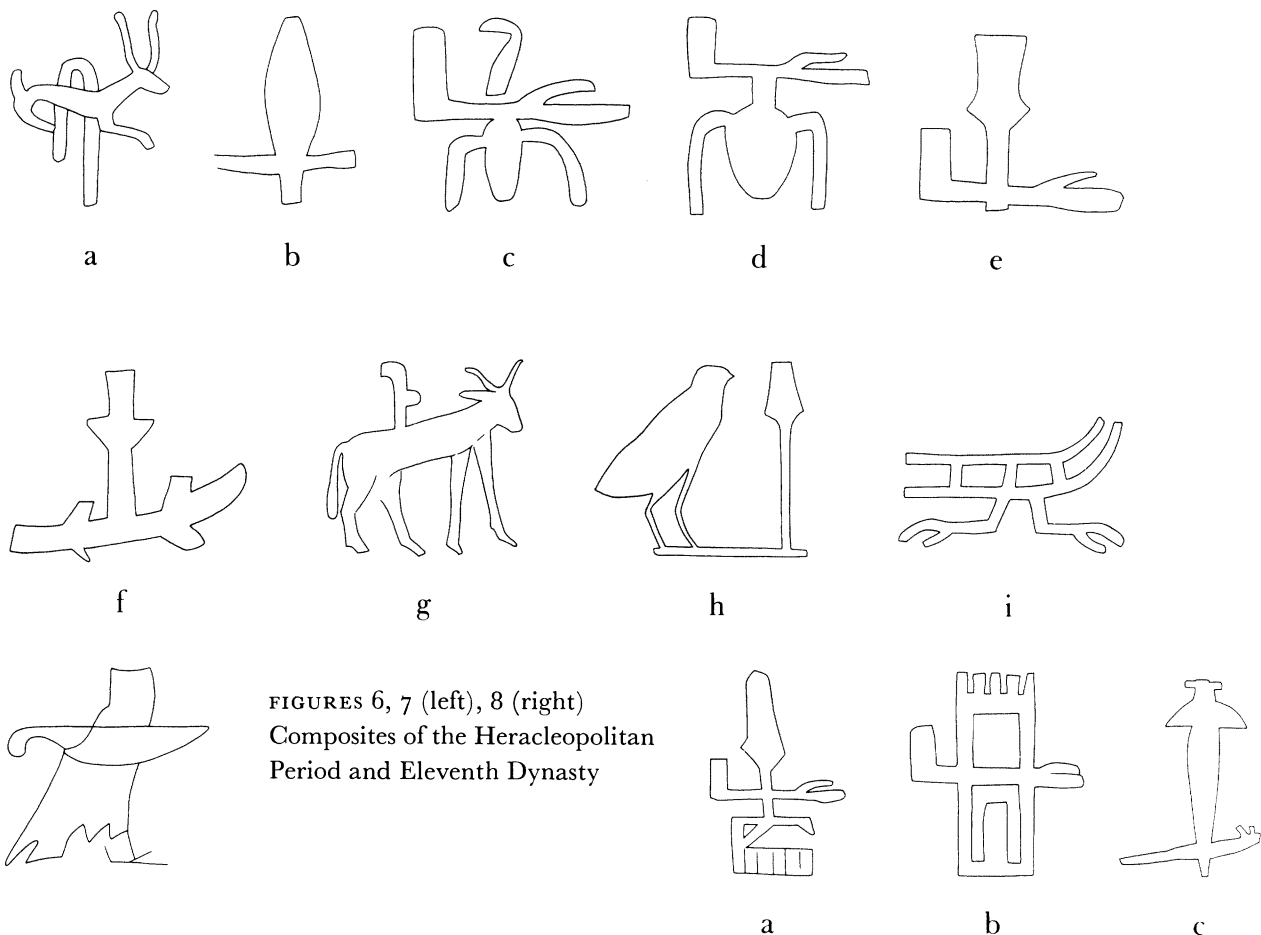 a b c d e
f g h i
FIGURES 6, 7 (left), 8 (right)
Composites of the Heracleopolitan
Period and Eleventh Dynasty
a b c